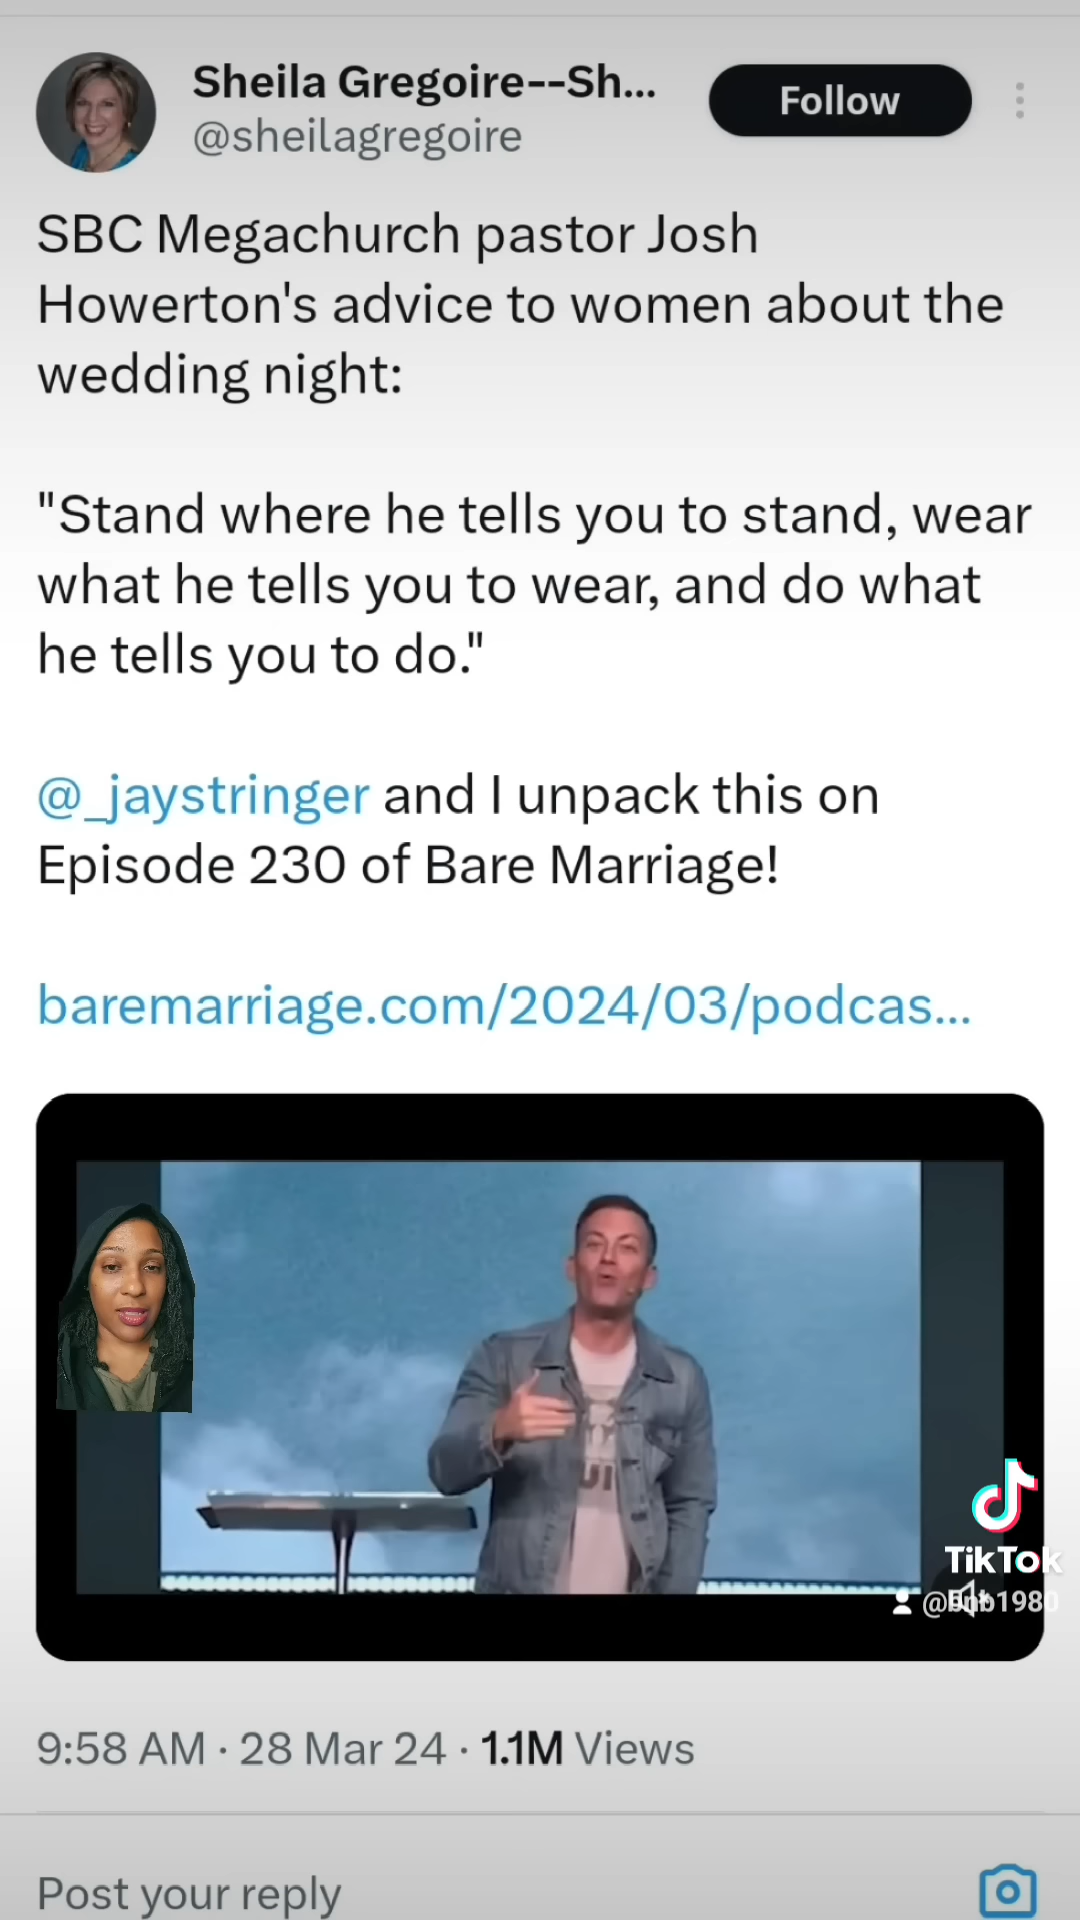 Sheila Gregoire--Sh...
@sheilagregoire
Follow
SBC Megachurch pastor Josh
Howerton's advice to women about the
wedding night:
"Stand where he tells you to stand, wear
what he tells you to wear, and do what
he tells you to do."
@_jaystringer and I unpack this on
Episode 230 of Bare Marriage!
baremarriage.com/2024/03/podcas...
TikTok
9:58 AM · 28 Mar 24 · 1.1M Views
Post your reply